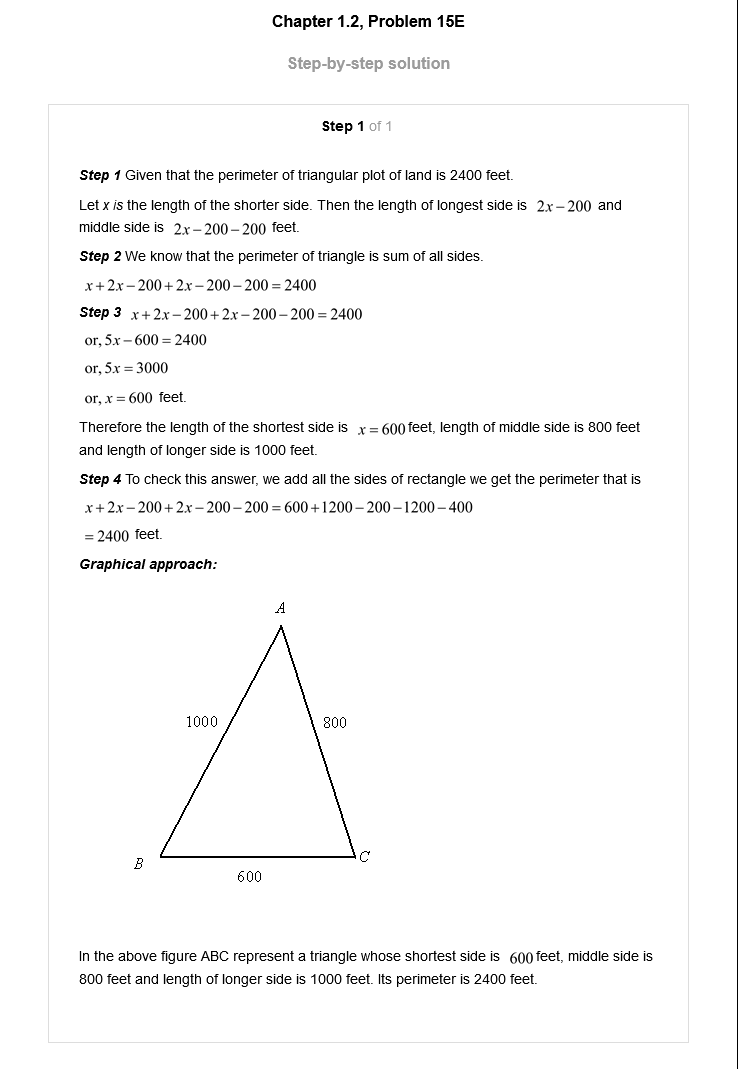 Chapter 1.2, Problem 15E
Step-by-step solution
Step 1 of 1
Step 1 Given that the perimeter of triangular plot of land is 2400 feet.
Let x is the length of the shorter side. Then the length of longest side is 2x − 200 and
middle side is 2x − 200 − 200 feet.
Step 2 We know that the perimeter of triangle is sum of all sides.
x + 2x − 200 + 2x − 200 − 200 = 2400
Step 3 x + 2x − 200 + 2x − 200 − 200 = 2400
or, 5x − 600 = 2400
or, 5x = 3000
or, x = 600 feet.
Therefore the length of the shortest side is x = 600 feet, length of middle side is 800 feet
and length of longer side is 1000 feet.
Step 4 To check this answer, we add all the sides of rectangle we get the perimeter that is
x + 2x − 200 + 2x − 200 − 200 = 600 + 1200 − 200 − 1200 − 400
= 2400 feet.
Graphical approach:
A
1000 800
B C
600
In the above figure ABC represent a triangle whose shortest side is 600 feet, middle side is
800 feet and length of longer side is 1000 feet. Its perimeter is 2400 feet.